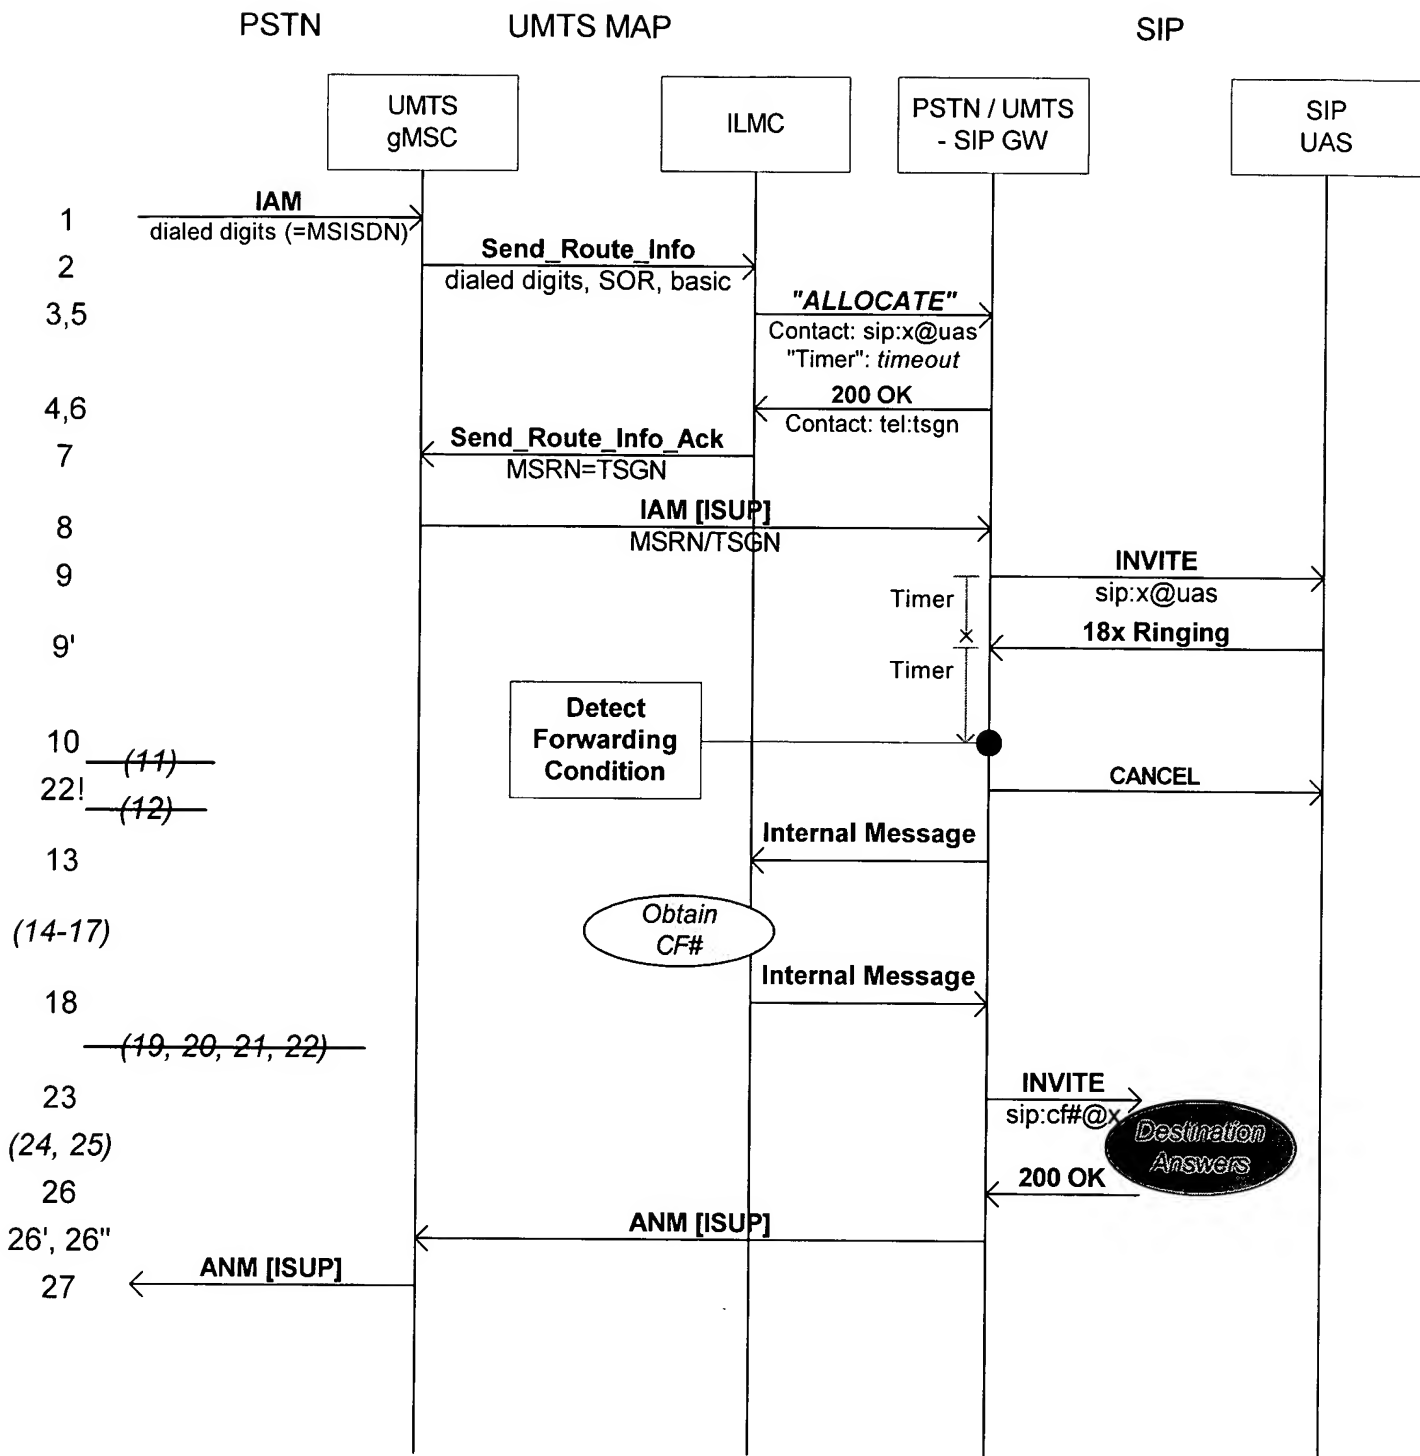 PSTN
UMTS MAP
SIP
UMTS
gMSC
ILMC
PSTN / UMTS
- SIP GW
SIP
UAS
1
IAM
dialed digits (=MSISDN)
2
Send_Route_Info
dialed digits, SOR, basic
3,5
"ALLOCATE"
Contact: sip:x@uas
"Timer": timeout
4,6
200 OK
Contact: tel:tsgn
7
Send_Route_Info_Ack
MSRN=TSGN
8
IAM [ISUP]
MSRN/TSGN
9
INVITE
sip:x@uas
Timer
9'
18x Ringing
Timer
10
Detect
Forwarding
Condition
(11)
22!
CANCEL
(12)
13
Internal Message
(14-17)
Obtain
CF#
18
Internal Message
(19, 20, 21, 22)
23
INVITE
sip:cf#@x
(24, 25)
Destination
Answers
26
200 OK
26', 26"
ANM [ISUP]
27
ANM [ISUP]